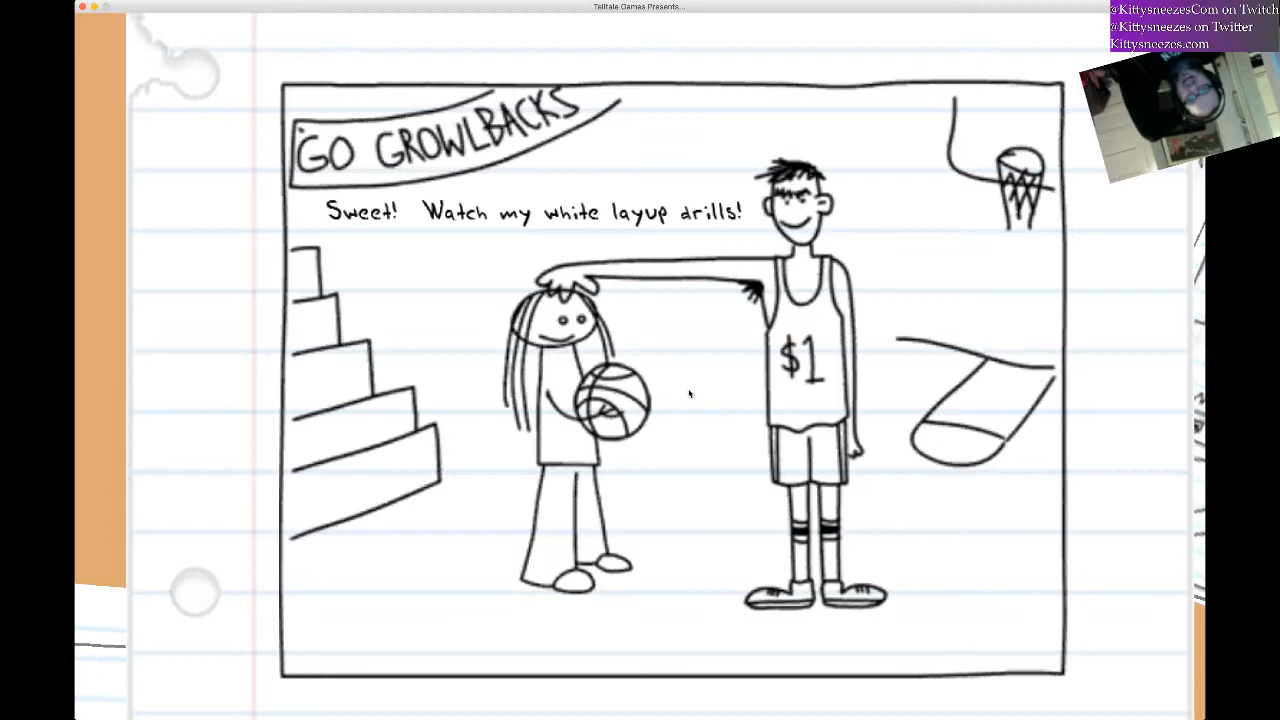 Telltale Games Presents...
@KittysneezesCom on Twitch
@Kittysneezes on Twitter
Kittysneezes.com
GO GROWLBACKS
Sweet! Watch my white layup drills!
$1